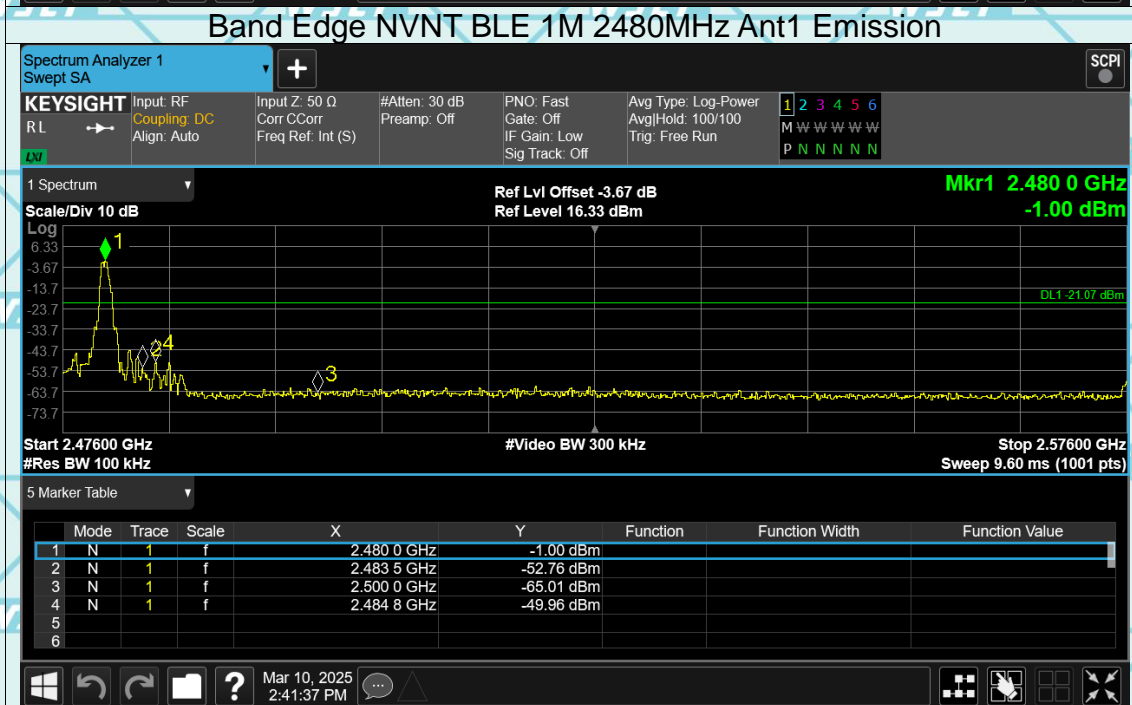 Band Edge NVNT BLE 1M 2480MHz Ant1 Emission
Spectrum Analyzer 1
Swept SA
+
SCPI
KEYSIGHT Input: RF Input Z: 50 Ω #Atten: 30 dB PNO: Fast Avg Type: Log-Power 1 2 3 4 5 6
R L Coupling: DC Corr CCorr Preamp: Off Gate: Off Avg|Hold: 100/100 M W W W W W
Align: Auto Freq Ref: Int (S) IF Gain: Low Trig: Free Run
LXI Sig Track: Off P N N N N N
1 Spectrum Ref Lvl Offset -3.67 dB Mkr1 2.480 0 GHz
Scale/Div 10 dB Ref Level 16.33 dBm -1.00 dBm
Log
1
6.33
-3.67
-13.7
DL1 -21.07 dBm
-23.7
-33.7
-43.7
2 4
-53.7
3
-63.7
-73.7
Start 2.47600 GHz #Video BW 300 kHz Stop 2.57600 GHz
#Res BW 100 kHz Sweep 9.60 ms (1001 pts)
5 Marker Table
Mode Trace Scale X Y Function Function Width Function Value
1 N 1 f 2.480 0 GHz -1.00 dBm
2 N 1 f 2.483 5 GHz -52.76 dBm
3 N 1 f 2.500 0 GHz -65.01 dBm
4 N 1 f 2.484 8 GHz -49.96 dBm
5
6
? Mar 10, 2025
2:41:37 PM